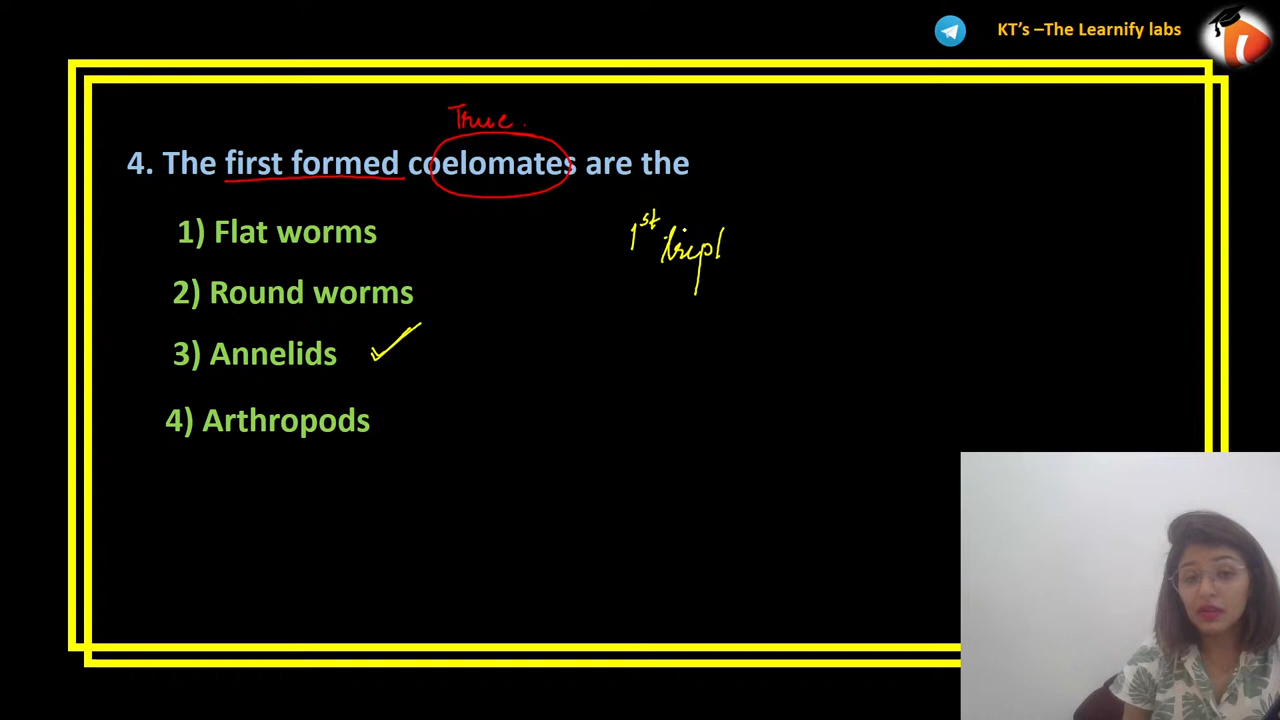 KT's –The Learnify labs
True.
4. The first formed coelomates are the
1) Flat worms
1st tripl
2) Round worms
3) Annelids
4) Arthropods